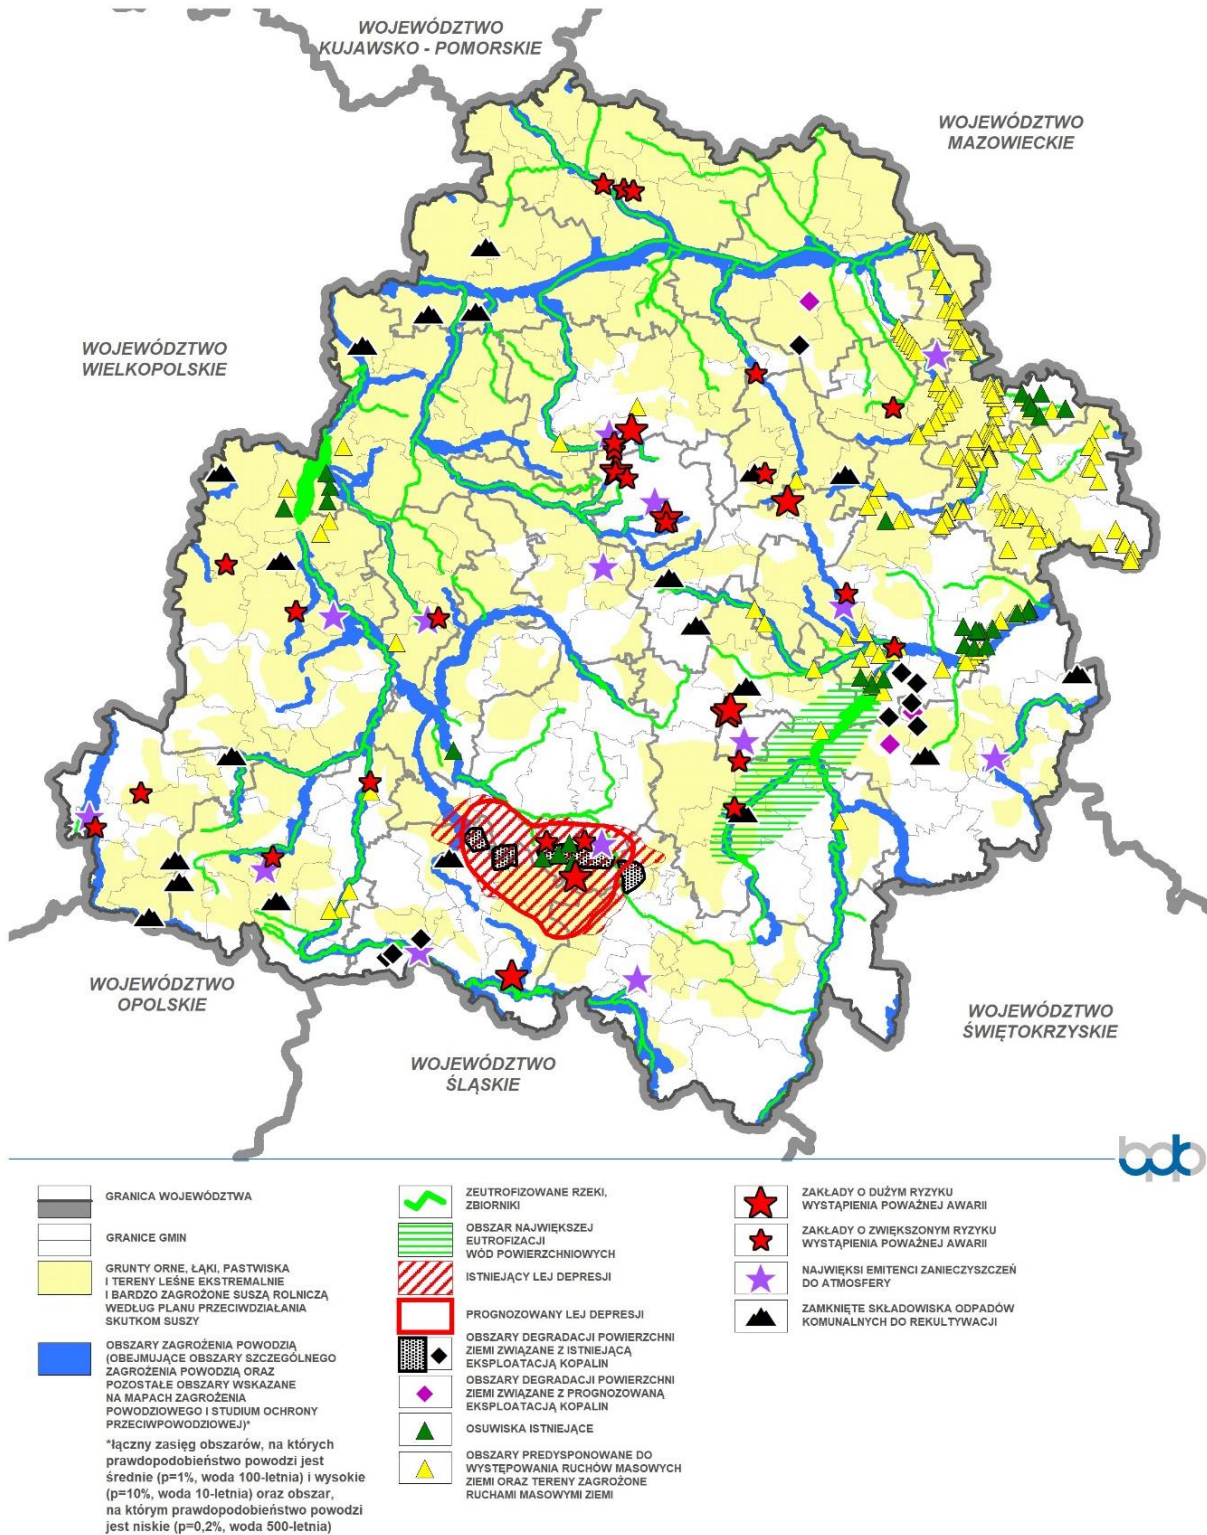 WOJEWÓDZTWO
KUJAWSKO - POMORSKIE
WOJEWÓDZTWO
MAZOWIECKIE
WOJEWÓDZTWO
WIELKOPOLSKIE
WOJEWÓDZTWO
OPOLSKIE
WOJEWÓDZTWO
ŚWIĘTOKRZYSKIE
WOJEWÓDZTWO
ŚLĄSKIE
bpp
GRANICA WOJEWÓDZTWA
GRANICE GMIN
GRUNTY ORNE, ŁĄKI, PASTWISKA
I TERENY LEŚNE EKSTREMALNIE
I BARDZO ZAGROŻONE SUSZĄ ROLNICZĄ
WEDŁUG PLANU PRZECIWDZIAŁANIA
SKUTKOM SUSZY
OBSZARY ZAGROŻENIA POWODZIĄ
(OBEJMUJĄCE OBSZARY SZCZEGÓLNEGO
ZAGROŻENIA POWODZIĄ ORAZ
POZOSTAŁE OBSZARY WSKAZANE
NA MAPACH ZAGROŻENIA
POWODZIOWEGO I STUDIUM OCHRONY
PRZECIWPOWODZIOWEJ)*
*łączny zasięg obszarów, na których
prawdopodobieństwo powodzi jest
średnie (p=1%, woda 100-letnia) i wysokie
(p=10%, woda 10-letnia) oraz obszar,
na którym prawdopodobieństwo powodzi
jest niskie (p=0,2%, woda 500-letnia)
ZEUTROFIZOWANE RZEKI,
ZBIORNIKI
OBSZAR NAJWIĘKSZEJ
EUTROFIZACJI
WÓD POWIERZCHNIOWYCH
ISTNIEJĄCY LEJ DEPRESJI
PROGNOZOWANY LEJ DEPRESJI
OBSZARY DEGRADACJI POWIERZCHNI
ZIEMI ZWIĄZANE Z ISTNIEJĄCĄ
EKSPLOATACJĄ KOPALIN
OBSZARY DEGRADACJI POWIERZCHNI
ZIEMI ZWIĄZANE Z PROGNOZOWANĄ
EKSPLOATACJĄ KOPALIN
OSUWISKA ISTNIEJĄCE
OBSZARY PREDYSPONOWANE DO
WYSTĘPOWANIA RUCHÓW MASOWYCH
ZIEMI ORAZ TERENY ZAGROŻONE
RUCHAMI MASOWYMI ZIEMI
ZAKŁADY O DUŻYM RYZYKU
WYSTĄPIENIA POWAŻNEJ AWARII
ZAKŁADY O ZWIĘKSZONYM RYZYKU
WYSTĄPIENIA POWAŻNEJ AWARII
NAJWIĘKSI EMITENCI ZANIECZYSZCZEŃ
DO ATMOSFERY
ZAMKNIĘTE SKŁADOWISKA ODPADÓW
KOMUNALNYCH DO REKULTYWACJI